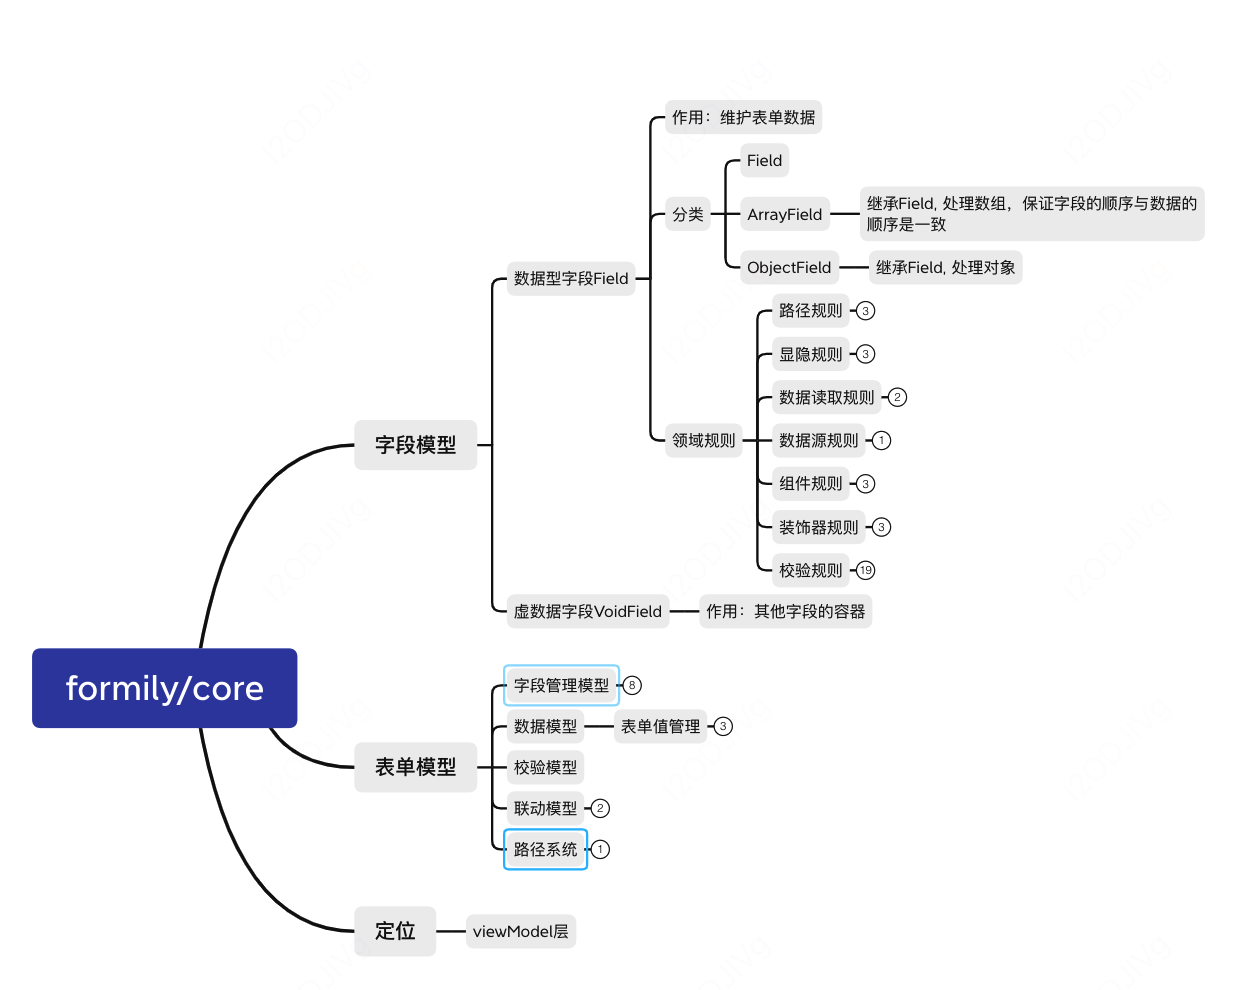 作用：维护表单数据
Field
继承Field, 处理数组，保证字段的顺序与数据的
顺序是一致
分类
ArrayField
ObjectField
继承Field, 处理对象
数据型字段Field
路径规则
3
显隐规则
3
数据读取规则
2
领域规则
数据源规则
1
字段模型
组件规则
3
装饰器规则
3
校验规则
19
虚数据字段VoidField
作用：其他字段的容器
formily/core
字段管理模型
8
数据模型
表单值管理
3
表单模型
校验模型
联动模型
2
路径系统
1
定位
viewModel层